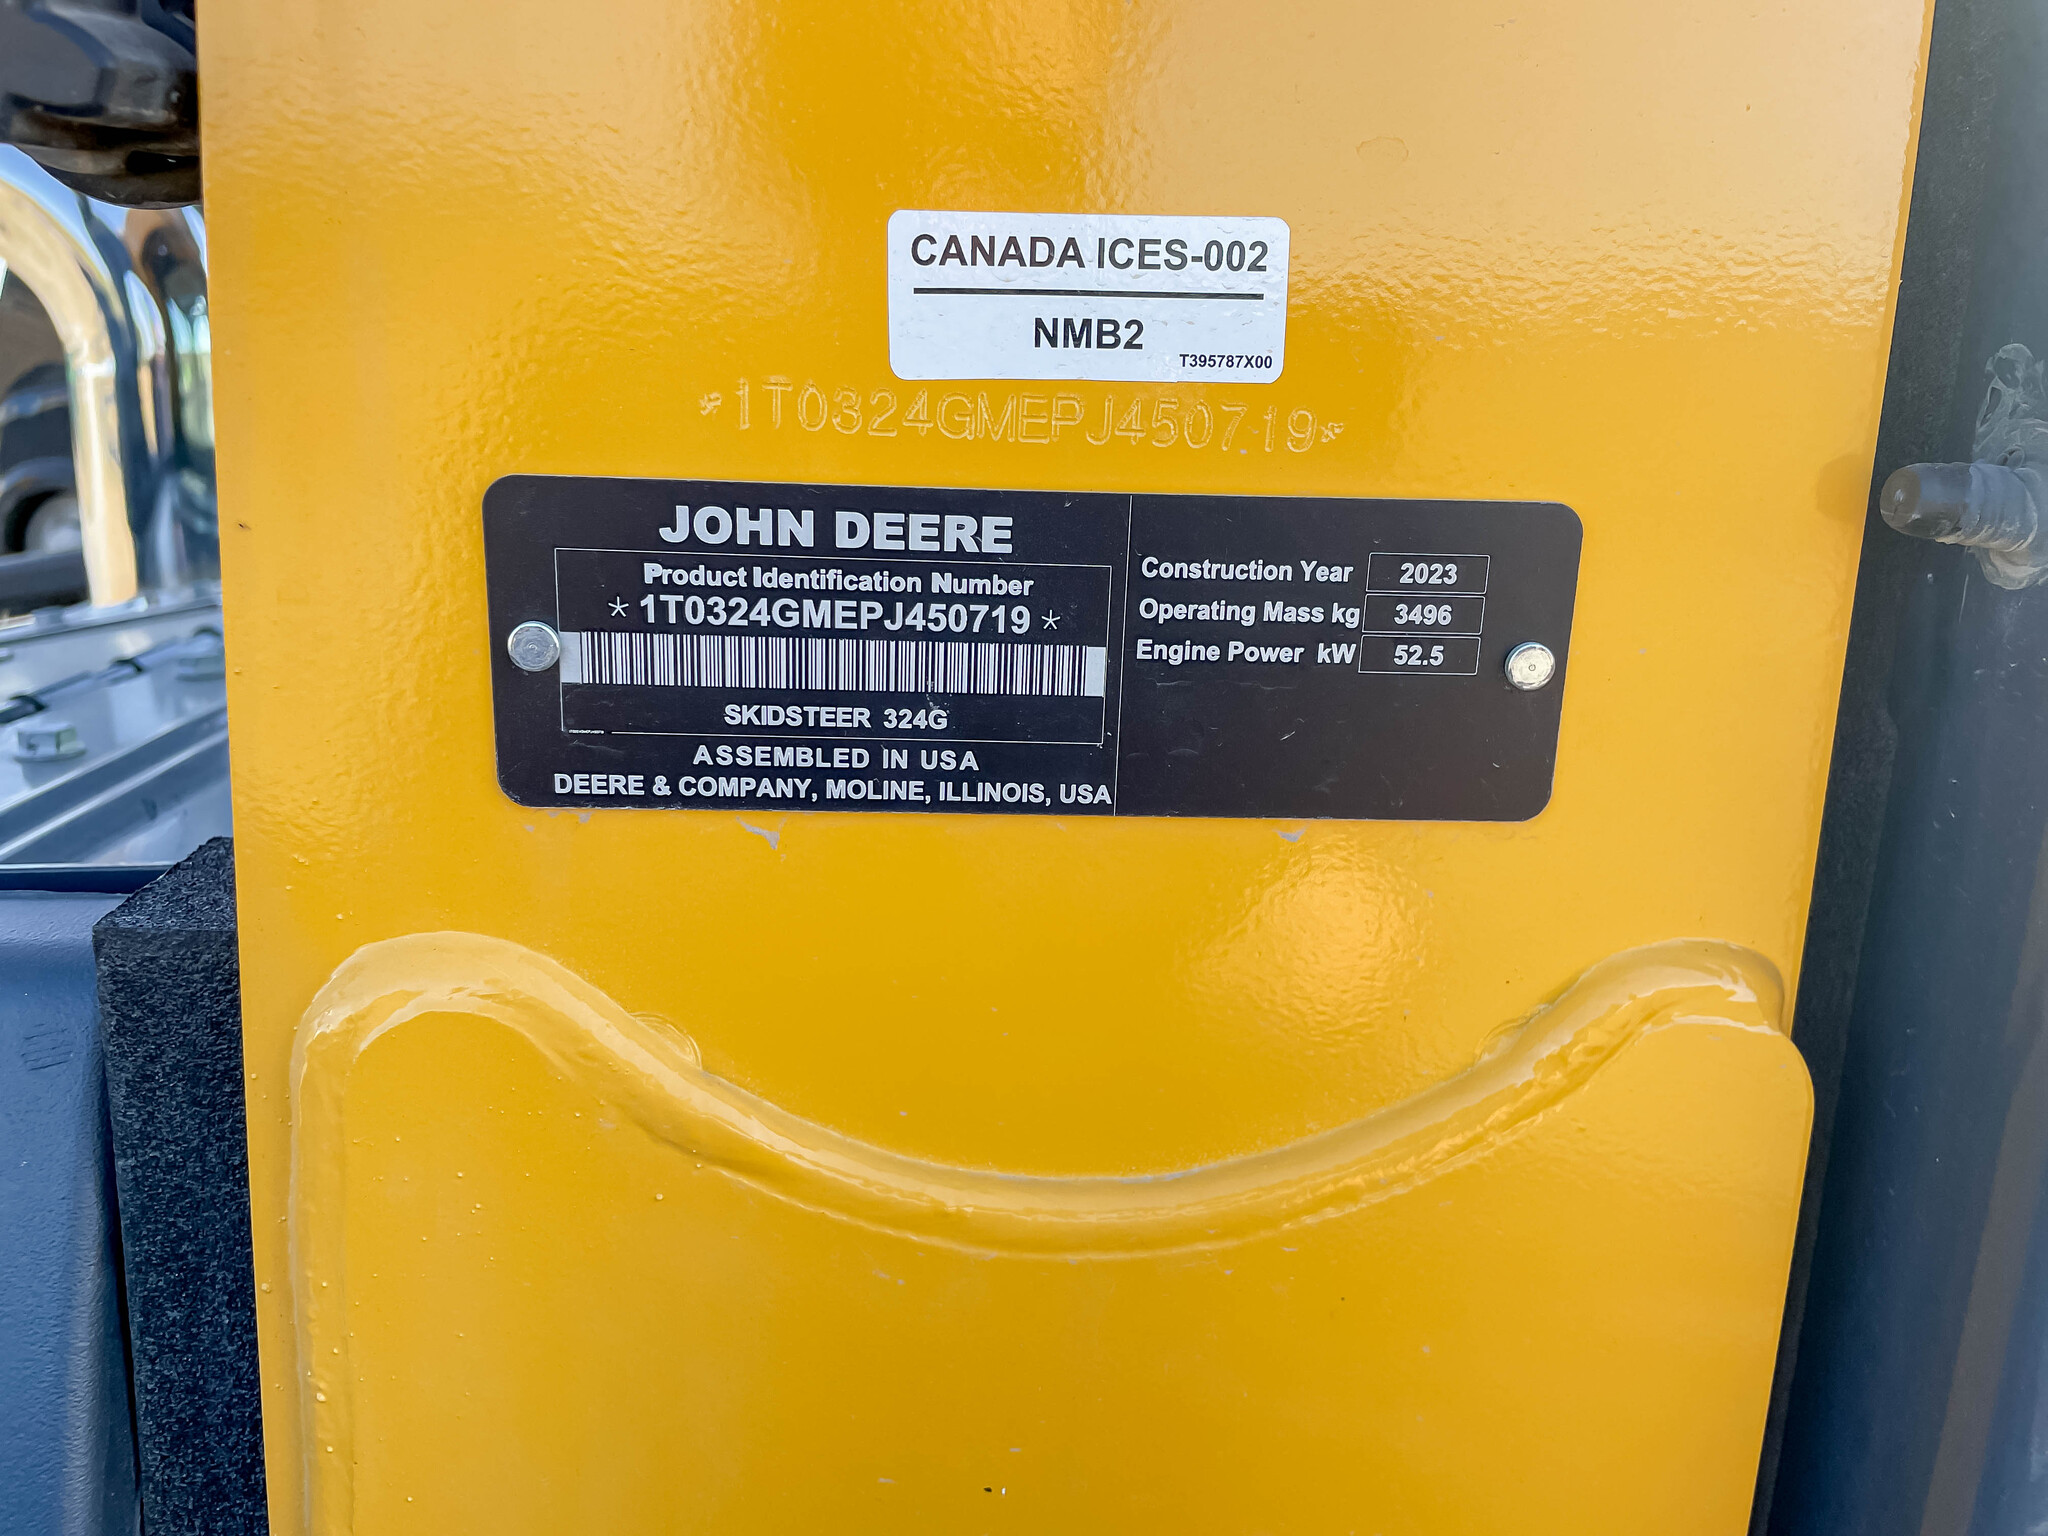 CANADA ICES-002
NMB2
T395787X00
*1T0324GMEPJ450719*
JOHN DEERE
Product Identification Number
* 1T0324GMEPJ450719 *
SKIDSTEER 324G
ASSEMBLED IN USA
DEERE & COMPANY, MOLINE, ILLINOIS, USA
Construction Year 2023
Operating Mass kg 3496
Engine Power kW 52.5